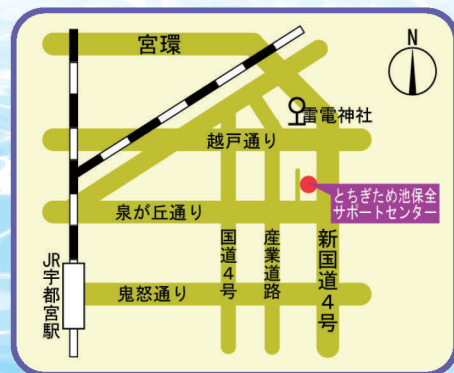 宮環
N
雷電神社
越戸通り
とちぎため池保全
サポートセンター
泉が丘通り
国道4号
産業道路
新国道4号
JR宇都宮駅
鬼怒通り